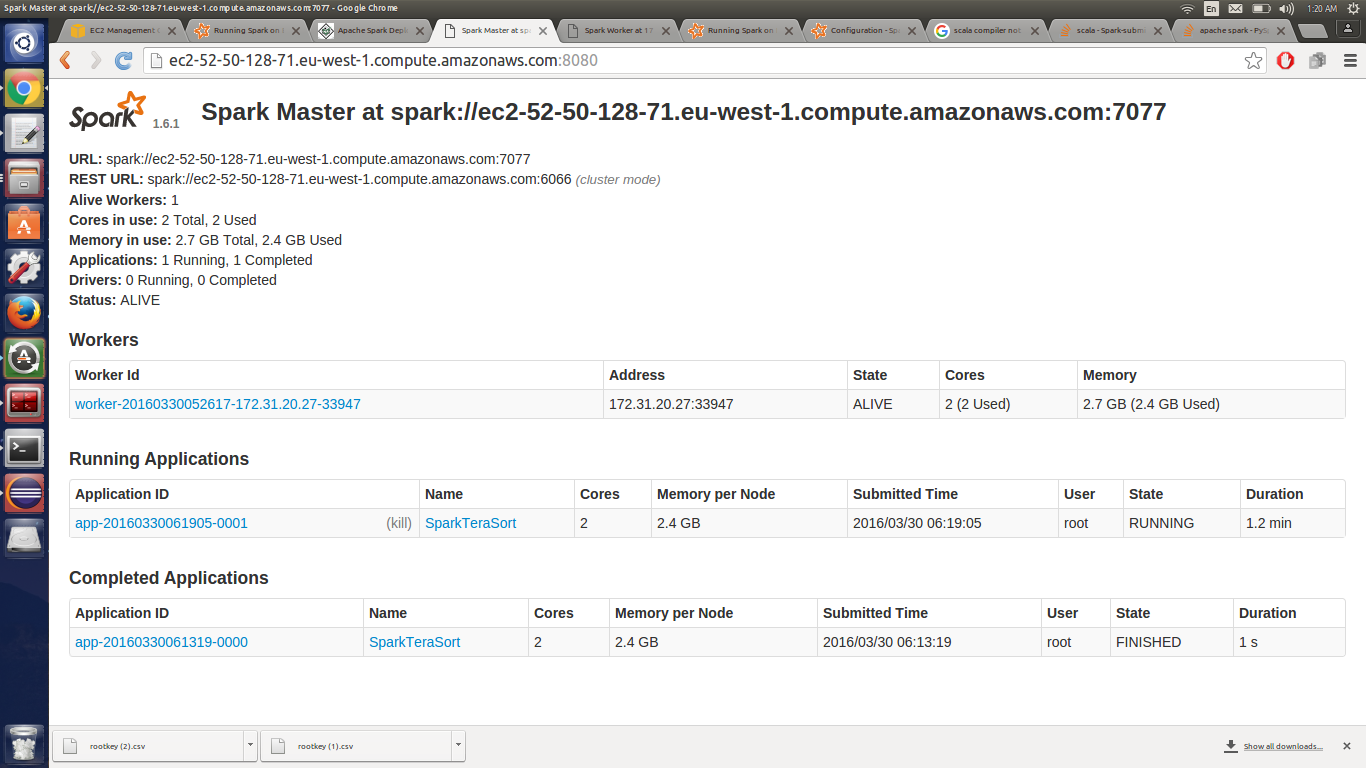 Spark Master at spark://ec2-52-50-128-71.eu-west-1.compute.amazonaws.com:7077 - Google Chrome
En 1:20 AM
EC2 Management Running Spark on Apache Spark Depl Spark Master at sp Spark Worker at 17 Running Spark on Configuration - Sp scala compiler not scala - Spark-subm apache spark - PyS
ec2-52-50-128-71.eu-west-1.compute.amazonaws.com:8080
Spark 1.6.1 Spark Master at spark://ec2-52-50-128-71.eu-west-1.compute.amazonaws.com:7077
URL: spark://ec2-52-50-128-71.eu-west-1.compute.amazonaws.com:7077
REST URL: spark://ec2-52-50-128-71.eu-west-1.compute.amazonaws.com:6066 (cluster mode)
Alive Workers: 1
Cores in use: 2 Total, 2 Used
Memory in use: 2.7 GB Total, 2.4 GB Used
Applications: 1 Running, 1 Completed
Drivers: 0 Running, 0 Completed
Status: ALIVE
Workers
Worker Id Address State Cores Memory
worker-20160330052617-172.31.20.27-33947 172.31.20.27:33947 ALIVE 2 (2 Used) 2.7 GB (2.4 GB Used)
Running Applications
Application ID Name Cores Memory per Node Submitted Time User State Duration
app-20160330061905-0001 (kill) SparkTeraSort 2 2.4 GB 2016/03/30 06:19:05 root RUNNING 1.2 min
Completed Applications
Application ID Name Cores Memory per Node Submitted Time User State Duration
app-20160330061319-0000 SparkTeraSort 2 2.4 GB 2016/03/30 06:13:19 root FINISHED 1 s
rootkey (2).csv rootkey (1).csv Show all downloads...